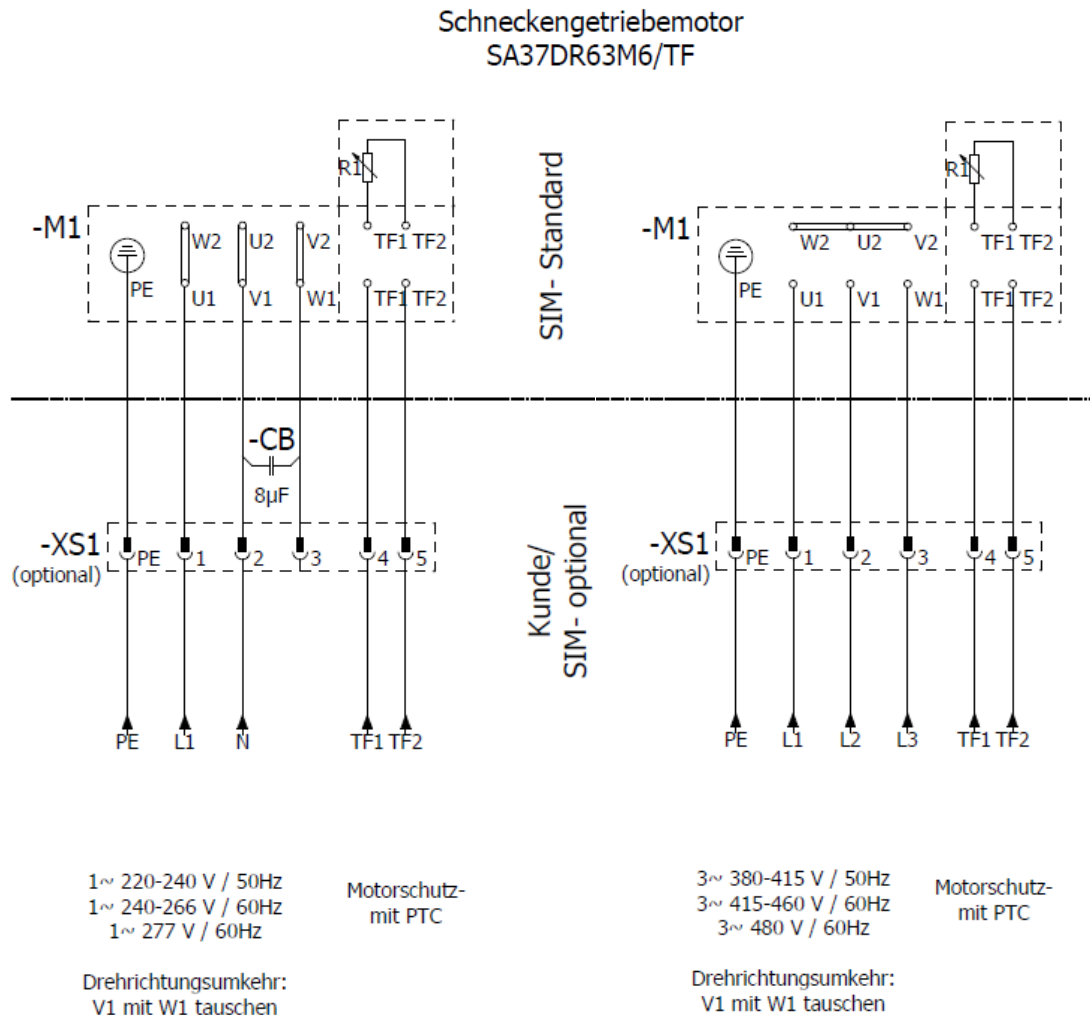 Schneckengetriebemotor
SA37DR63M6/TF
-M1
R1
W2 U2 V2 TF1 TF2
PE U1 V1 W1 TF1 TF2
SIM- Standard
-M1
R1
W2 U2 V2 TF1 TF2
PE U1 V1 W1 TF1 TF2
-CB
8µF
-XS1
(optional)
PE 1 2 3 4 5
Kunde/
SIM- optional
-XS1
(optional)
PE 1 2 3 4 5
PE L1 N TF1 TF2
PE L1 L2 L3 TF1 TF2
1~ 220-240 V / 50Hz
1~ 240-266 V / 60Hz
1~ 277 V / 60Hz
Motorschutz-
mit PTC
3~ 380-415 V / 50Hz
3~ 415-460 V / 60Hz
3~ 480 V / 60Hz
Motorschutz-
mit PTC
Drehrichtungsumkehr:
V1 mit W1 tauschen
Drehrichtungsumkehr:
V1 mit W1 tauschen